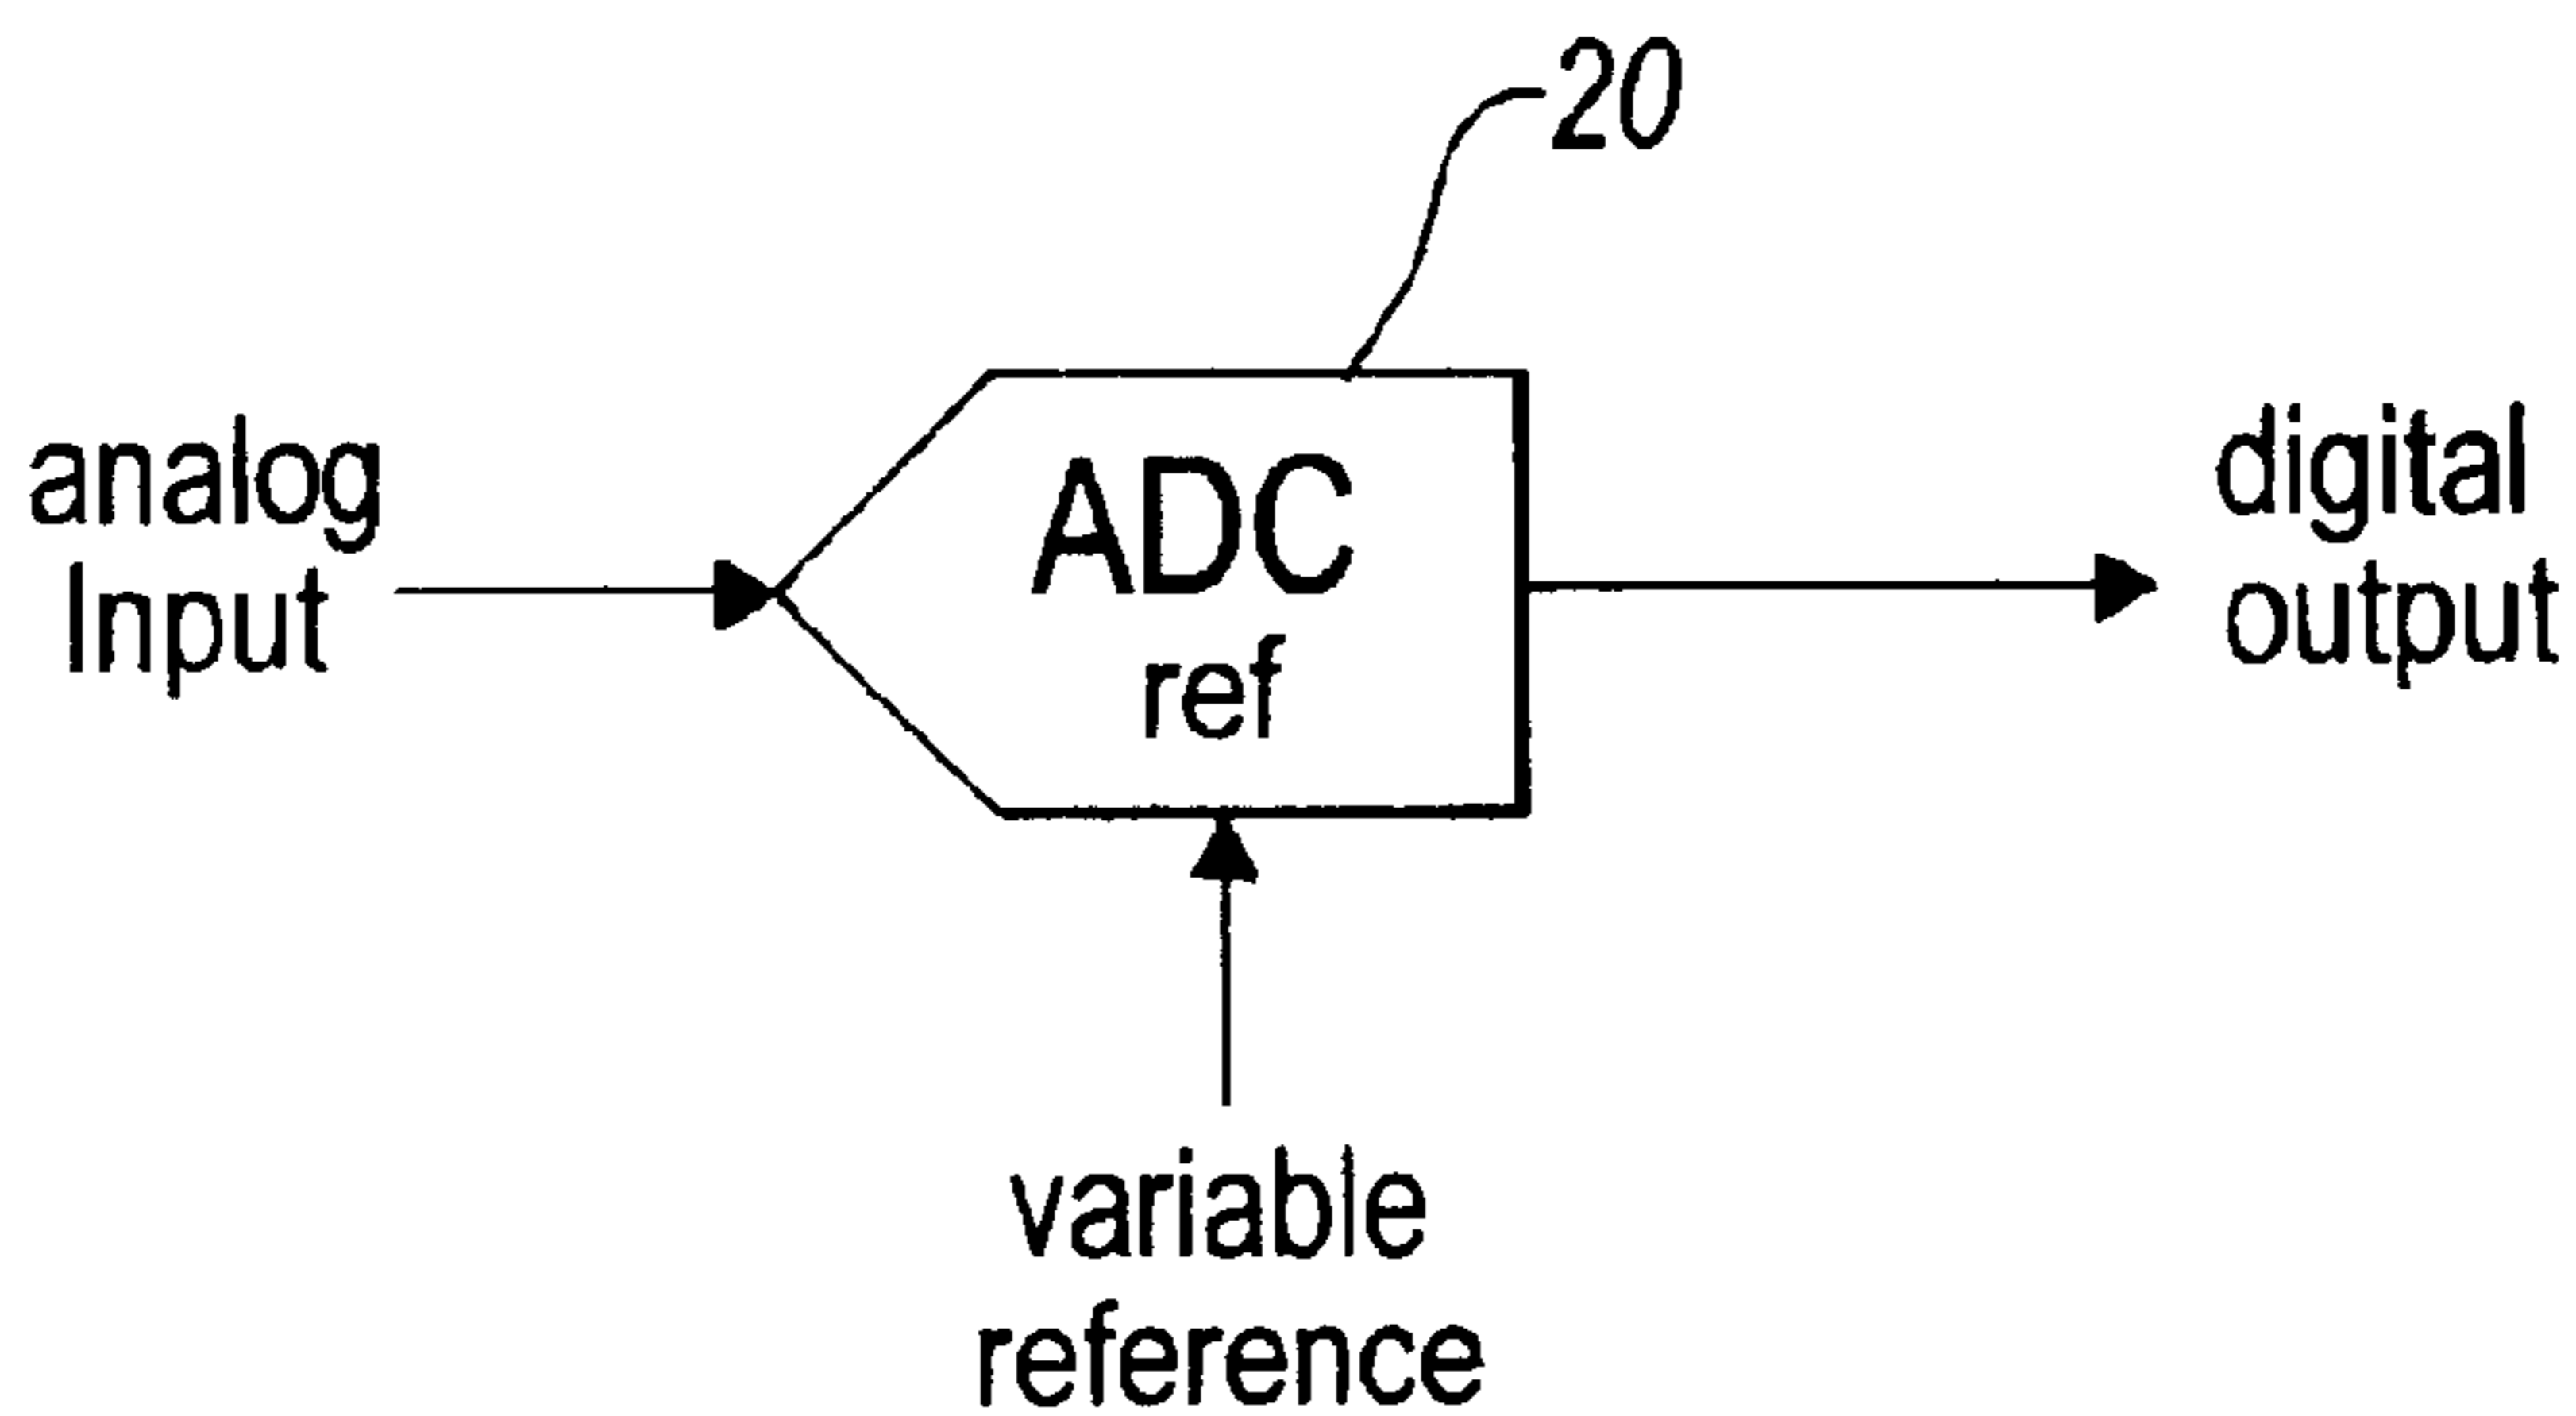 20
analog
Input
ADC
ref
digital
output
variable
reference